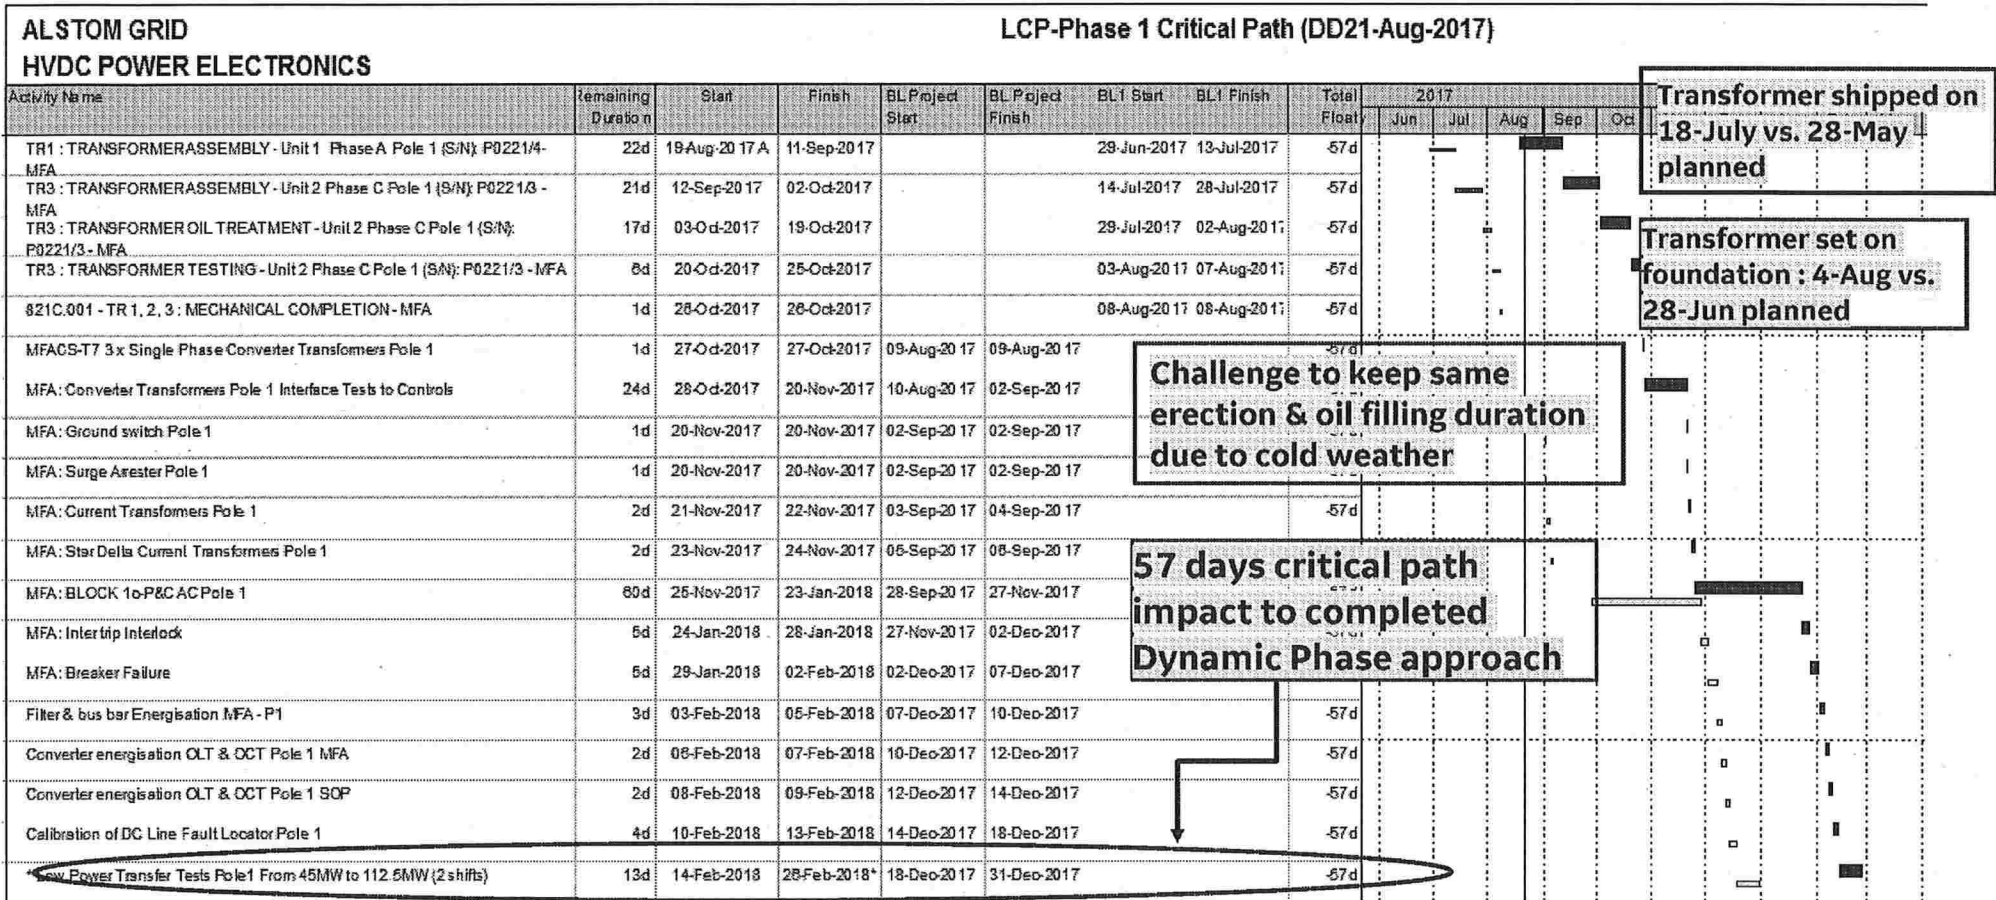 ALSTOM GRID
LCP-Phase 1 Critical Path (DD21-Aug-2017)
HVDC POWER ELECTRONICS
Activity Name Remaining Duration Start Finish BL Project Start BL Project Finish BL1 Start BL1 Finish Total Float 2017 Jun Jul Aug Sep Oct
TR1 : TRANSFORMER ASSEMBLY - Unit 1 Phase A Pole 1 (S/N): P0221/4 - MFA 22d 19-Aug-2017 A 11-Sep-2017 29-Jun-2017 13-Jul-2017 -57d
TR3 : TRANSFORMER ASSEMBLY - Unit 2 Phase C Pole 1 (S/N): P0221/3 - MFA 21d 12-Sep-2017 02-Oct-2017 14-Jul-2017 28-Jul-2017 -57d
TR3 : TRANSFORMER OIL TREATMENT - Unit 2 Phase C Pole 1 (S/N): P0221/3 - MFA 17d 03-Oct-2017 19-Oct-2017 29-Jul-2017 02-Aug-2017 -57d
TR3 : TRANSFORMER TESTING - Unit 2 Phase C Pole 1 (S/N): P0221/3 - MFA 6d 20-Oct-2017 25-Oct-2017 03-Aug-2017 07-Aug-2017 -57d
821C.001 - TR 1, 2, 3 : MECHANICAL COMPLETION - MFA 1d 26-Oct-2017 26-Oct-2017 08-Aug-2017 08-Aug-2017 -57d
MFACS-T7 3 x Single Phase Converter Transformers Pole 1 1d 27-Oct-2017 27-Oct-2017 09-Aug-2017 09-Aug-2017 -57d
MFA: Converter Transformers Pole 1 Interface Tests to Controls 24d 28-Oct-2017 20-Nov-2017 10-Aug-2017 02-Sep-2017
MFA: Ground switch Pole 1 1d 20-Nov-2017 20-Nov-2017 02-Sep-2017 02-Sep-2017
MFA: Surge Arester Pole 1 1d 20-Nov-2017 20-Nov-2017 02-Sep-2017 02-Sep-2017
MFA: Current Transformers Pole 1 2d 21-Nov-2017 22-Nov-2017 03-Sep-2017 04-Sep-2017 -57d
MFA: Star Delta Current Transformers Pole 1 2d 23-Nov-2017 24-Nov-2017 05-Sep-2017 06-Sep-2017
MFA: BLOCK 1o-P&C AC Pole 1 60d 25-Nov-2017 23-Jan-2018 28-Sep-2017 27-Nov-2017
MFA: Intertrip Interlock 5d 24-Jan-2018 28-Jan-2018 27-Nov-2017 02-Dec-2017
MFA: Breaker Failure 5d 29-Jan-2018 02-Feb-2018 02-Dec-2017 07-Dec-2017
Filter & bus bar Energisation MFA - P1 3d 03-Feb-2018 05-Feb-2018 07-Dec-2017 10-Dec-2017 -57d
Converter energisation OLT & OCT Pole 1 MFA 2d 06-Feb-2018 07-Feb-2018 10-Dec-2017 12-Dec-2017 -57d
Converter energisation OLT & OCT Pole 1 SOP 2d 08-Feb-2018 09-Feb-2018 12-Dec-2017 14-Dec-2017 -57d
Calibration of DC Line Fault Locator Pole 1 4d 10-Feb-2018 13-Feb-2018 14-Dec-2017 18-Dec-2017 -57d
*Low Power Transfer Tests Pole1 From 45MW to 112.5MW (2 shifts) 13d 14-Feb-2018 26-Feb-2018* 18-Dec-2017 31-Dec-2017 -57d
Transformer shipped on
18-July vs. 28-May
planned
Transformer set on
foundation : 4-Aug vs.
28-Jun planned
Challenge to keep same
erection & oil filling duration
due to cold weather
57 days critical path
impact to completed
Dynamic Phase approach